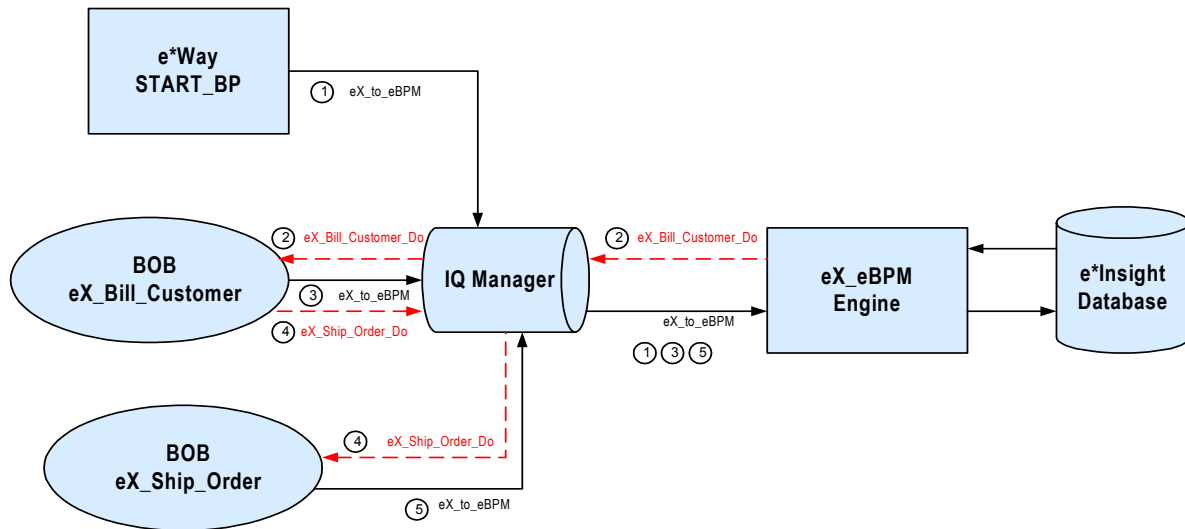 e*Way
START_BP
1 eX_to_eBPM
2 eX_Bill_Customer_Do
2 eX_Bill_Customer_Do
BOB
eX_Bill_Customer
IQ Manager
eX_eBPM
Engine
e*Insight
Database
3 eX_to_eBPM
4 eX_Ship_Order_Do
eX_to_eBPM
1 3 5
4 eX_Ship_Order_Do
BOB
eX_Ship_Order
5 eX_to_eBPM